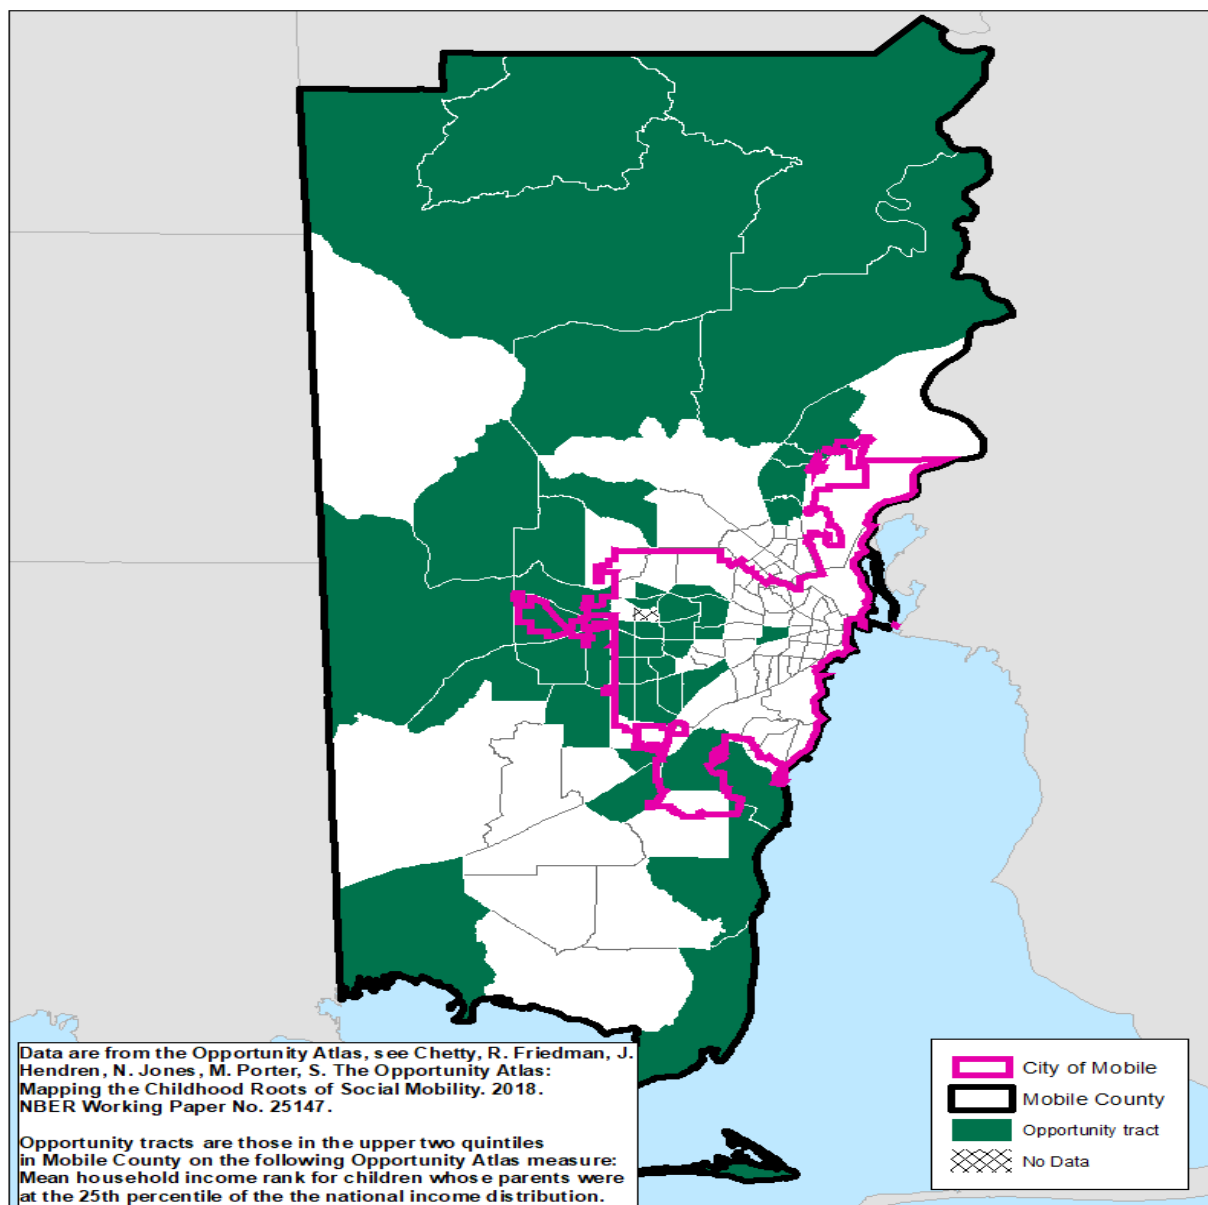 Data are from the Opportunity Atlas, see Chetty, R. Friedman, J.
Hendren, N. Jones, M. Porter, S. The Opportunity Atlas:
Mapping the Childhood Roots of Social Mobility. 2018.
NBER Working Paper No. 25147.
Opportunity tracts are those in the upper two quintiles
in Mobile County on the following Opportunity Atlas measure:
Mean household income rank for children whose parents were
at the 25th percentile of the the national income distribution.
City of Mobile
Mobile County
Opportunity tract
No Data